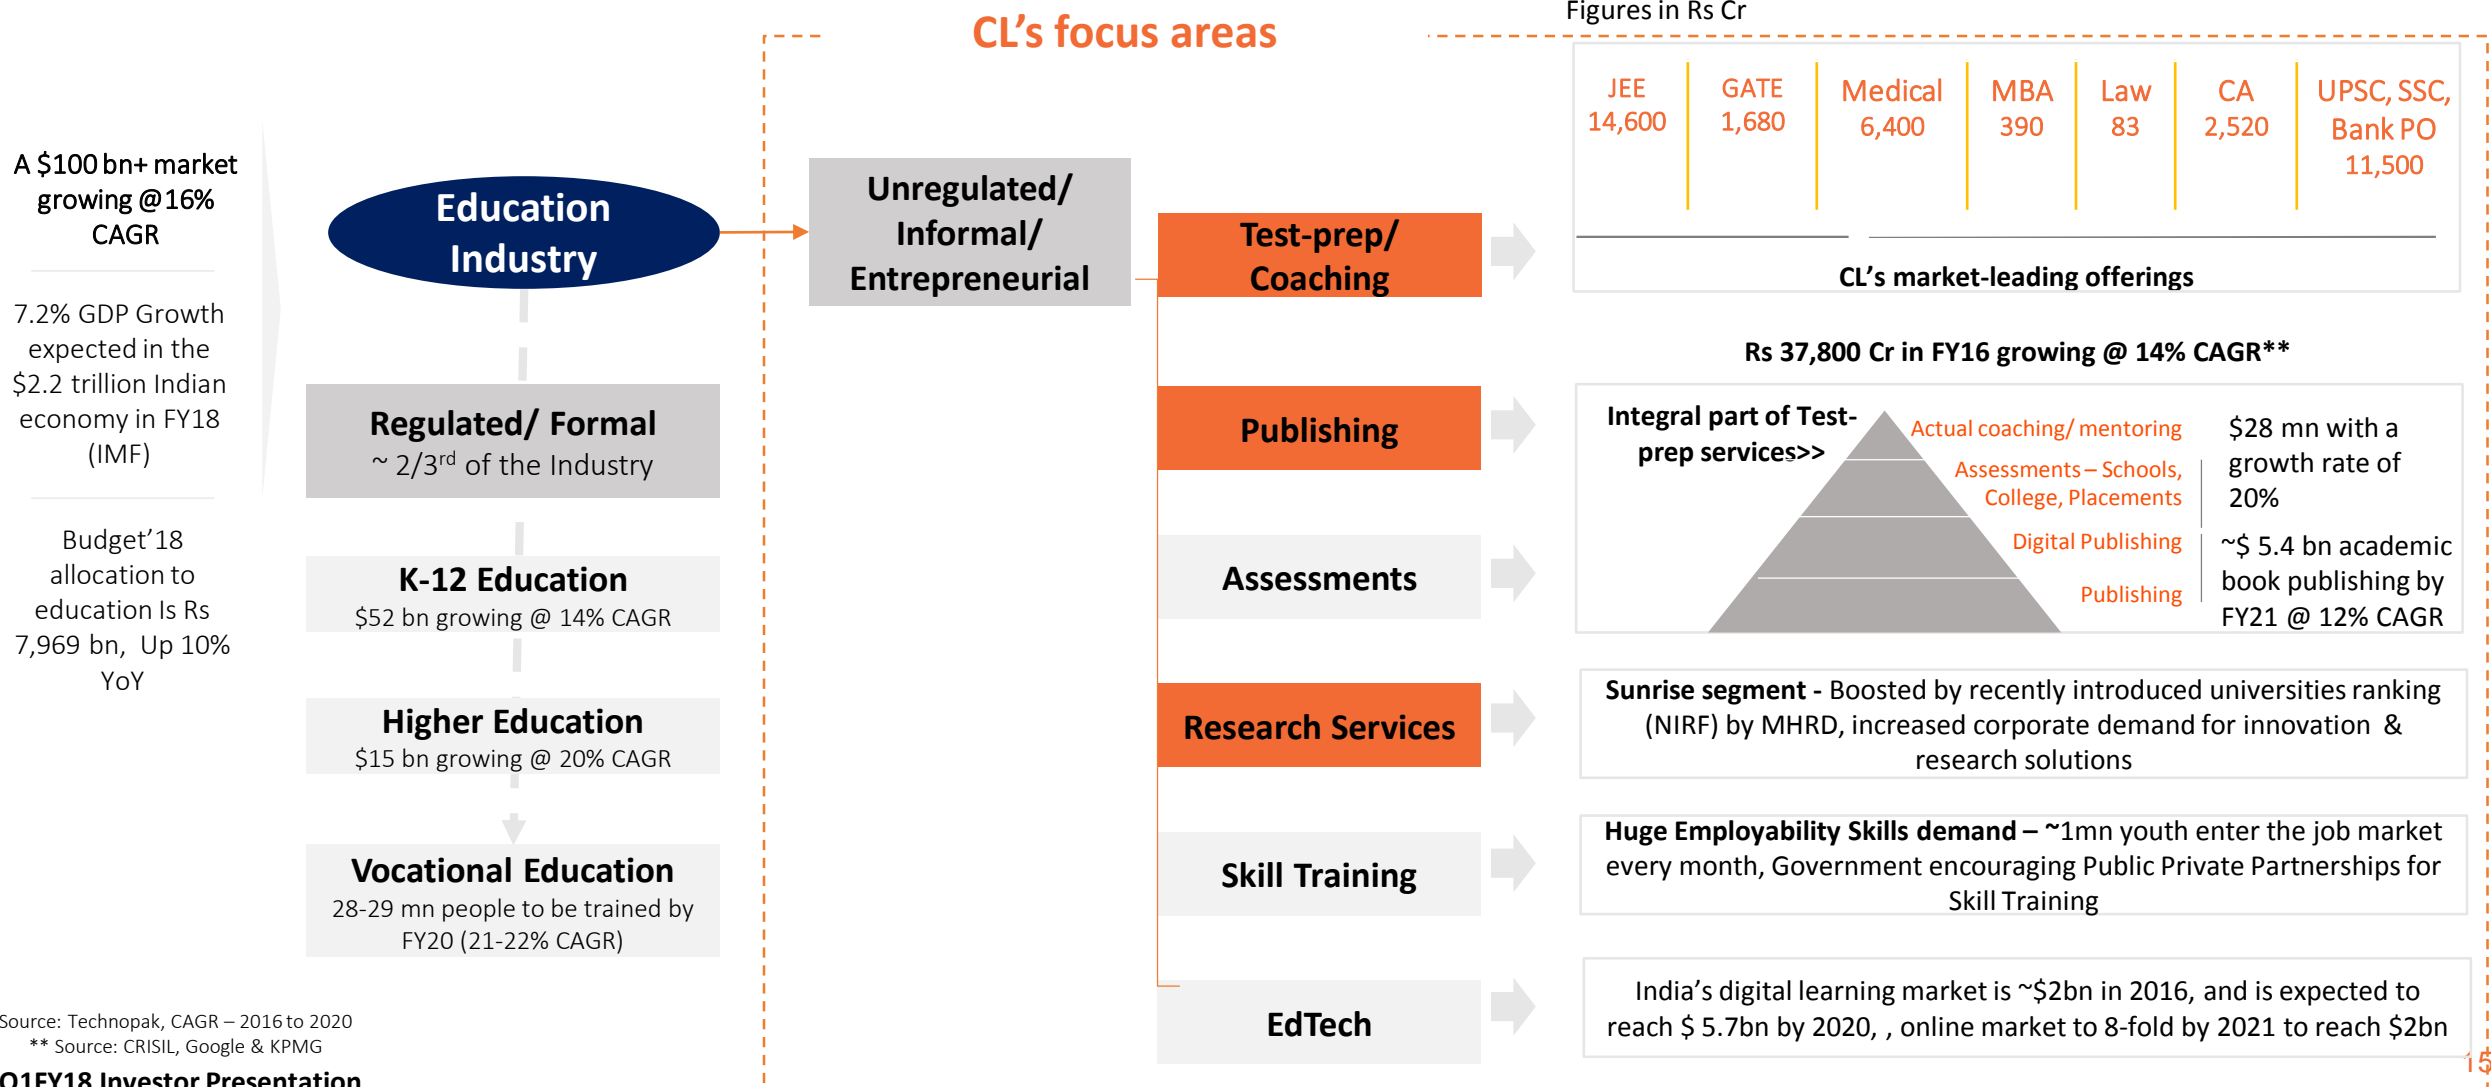 CL's focus areas
Figures in Rs Cr
A $100 bn+ market
growing @16%
CAGR
7.2% GDP Growth
expected in the
$2.2 trillion Indian
economy in FY18
(IMF)
Budget'18
allocation to
education Is Rs
7,969 bn, Up 10%
YoY
Education
Industry
Regulated/ Formal
~ 2/3rd of the Industry
K-12 Education
$52 bn growing @ 14% CAGR
Higher Education
$15 bn growing @ 20% CAGR
Vocational Education
28-29 mn people to be trained by
FY20 (21-22% CAGR)
Unregulated/
Informal/
Entrepreneurial
Test-prep/
Coaching
JEE
14,600
GATE
1,680
Medical
6,400
MBA
390
Law
83
CA
2,520
UPSC, SSC,
Bank PO
11,500
CL's market-leading offerings
Rs 37,800 Cr in FY16 growing @ 14% CAGR**
Publishing
Integral part of Test-
prep services>>
Actual coaching/ mentoring
Assessments – Schools,
College, Placements
Digital Publishing
Publishing
$28 mn with a
growth rate of
20%
~$ 5.4 bn academic
book publishing by
FY21 @ 12% CAGR
Assessments
Research Services
Sunrise segment - Boosted by recently introduced universities ranking
(NIRF) by MHRD, increased corporate demand for innovation &
research solutions
Skill Training
Huge Employability Skills demand – ~1mn youth enter the job market
every month, Government encouraging Public Private Partnerships for
Skill Training
EdTech
India's digital learning market is ~$2bn in 2016, and is expected to
reach $ 5.7bn by 2020, , online market to 8-fold by 2021 to reach $2bn
Source: Technopak, CAGR – 2016 to 2020
** Source: CRISIL, Google & KPMG
Q1FY18 Investor Presentation
15